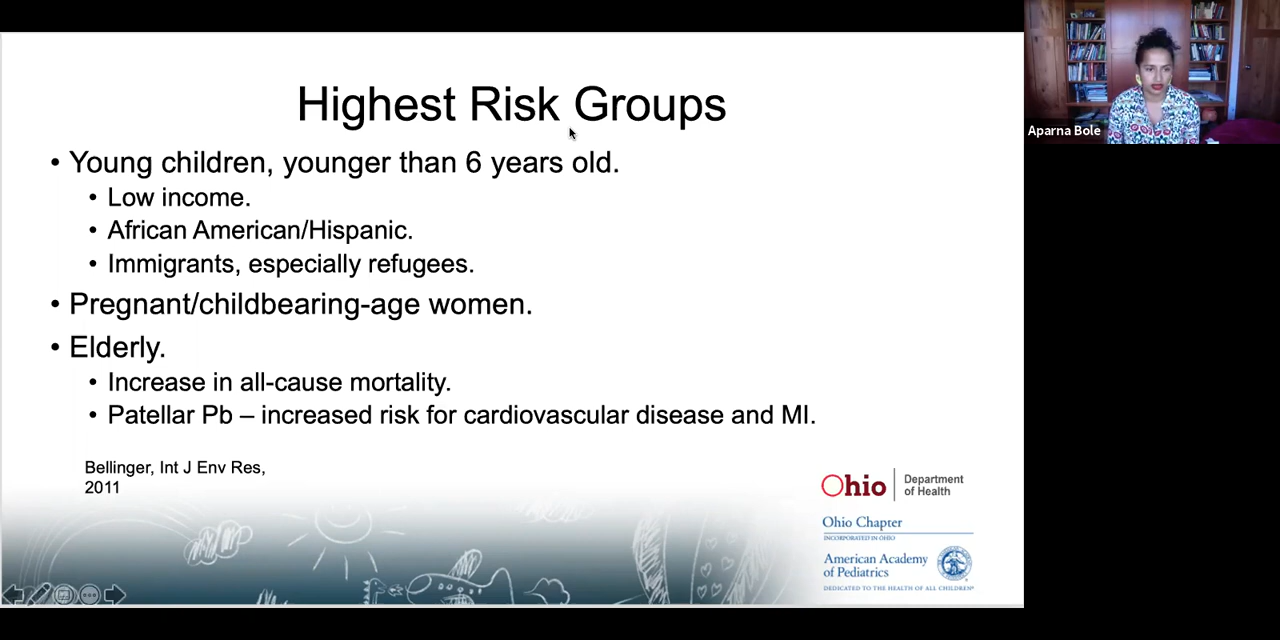 Highest Risk Groups
• Young children, younger than 6 years old.
• Low income.
• African American/Hispanic.
• Immigrants, especially refugees.
• Pregnant/childbearing-age women.
• Elderly.
• Increase in all-cause mortality.
• Patellar Pb – increased risk for cardiovascular disease and MI.
Bellinger, Int J Env Res,
2011
Ohio
Department
of Health
Ohio Chapter
INCORPORATED IN OHIO
American Academy
of Pediatrics
DEDICATED TO THE HEALTH OF ALL CHILDREN®
Aparna Bole